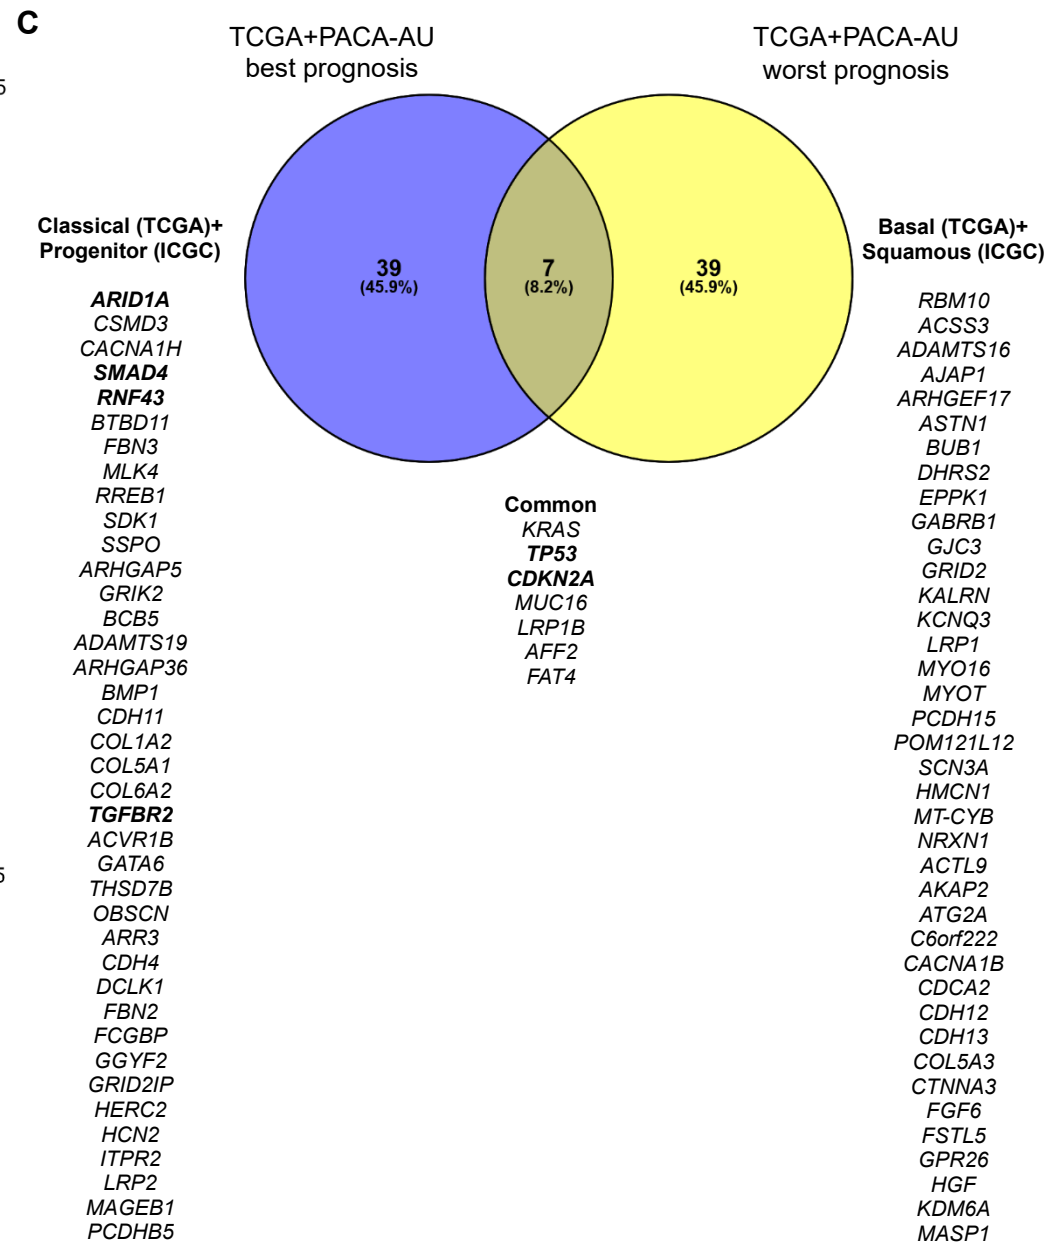 C
TCGA+PACA-AU
best prognosis
TCGA+PACA-AU
worst prognosis
5
Classical (TCGA)+
Progenitor (ICGC)
39
(45.9%)
7
(8.2%)
39
(45.9%)
Basal (TCGA)+
Squamous (ICGC)
ARID1A
CSMD3
CACNA1H
SMAD4
RNF43
BTBD11
FBN3
MLK4
RREB1
SDK1
SSPO
ARHGAP5
GRIK2
BCB5
ADAMTS19
ARHGAP36
BMP1
CDH11
COL1A2
COL5A1
COL6A2
TGFBR2
ACVR1B
GATA6
THSD7B
OBSCN
ARR3
CDH4
DCLK1
FBN2
FCGBP
GGYF2
GRID2IP
HERC2
HCN2
ITPR2
LRP2
MAGEB1
PCDHB5
5
Common
KRAS
TP53
CDKN2A
MUC16
LRP1B
AFF2
FAT4
RBM10
ACSS3
ADAMTS16
AJAP1
ARHGEF17
ASTN1
BUB1
DHRS2
EPPK1
GABRB1
GJC3
GRID2
KALRN
KCNQ3
LRP1
MYO16
MYOT
PCDH15
POM121L12
SCN3A
HMCN1
MT-CYB
NRXN1
ACTL9
AKAP2
ATG2A
C6orf222
CACNA1B
CDCA2
CDH12
CDH13
COL5A3
CTNNA3
FGF6
FSTL5
GPR26
HGF
KDM6A
MASP1